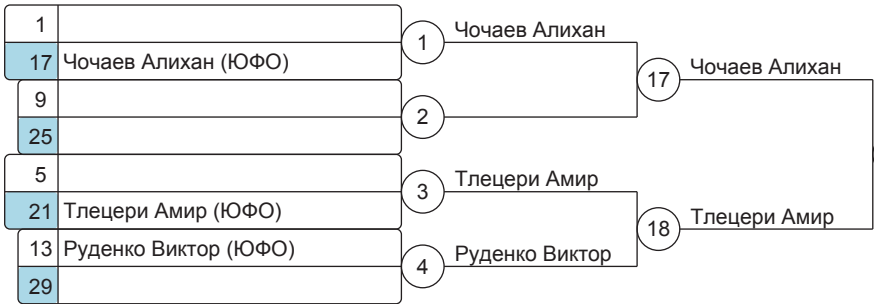 1
17 Чочаев Алихан (ЮФО)
1
Чочаев Алихан
9
25
2
17
Чочаев Алихан
5
21 Тлецери Амир (ЮФО)
3
Тлецери Амир
13 Руденко Виктор (ЮФО)
29
4
Руденко Виктор
18
Тлецери Амир